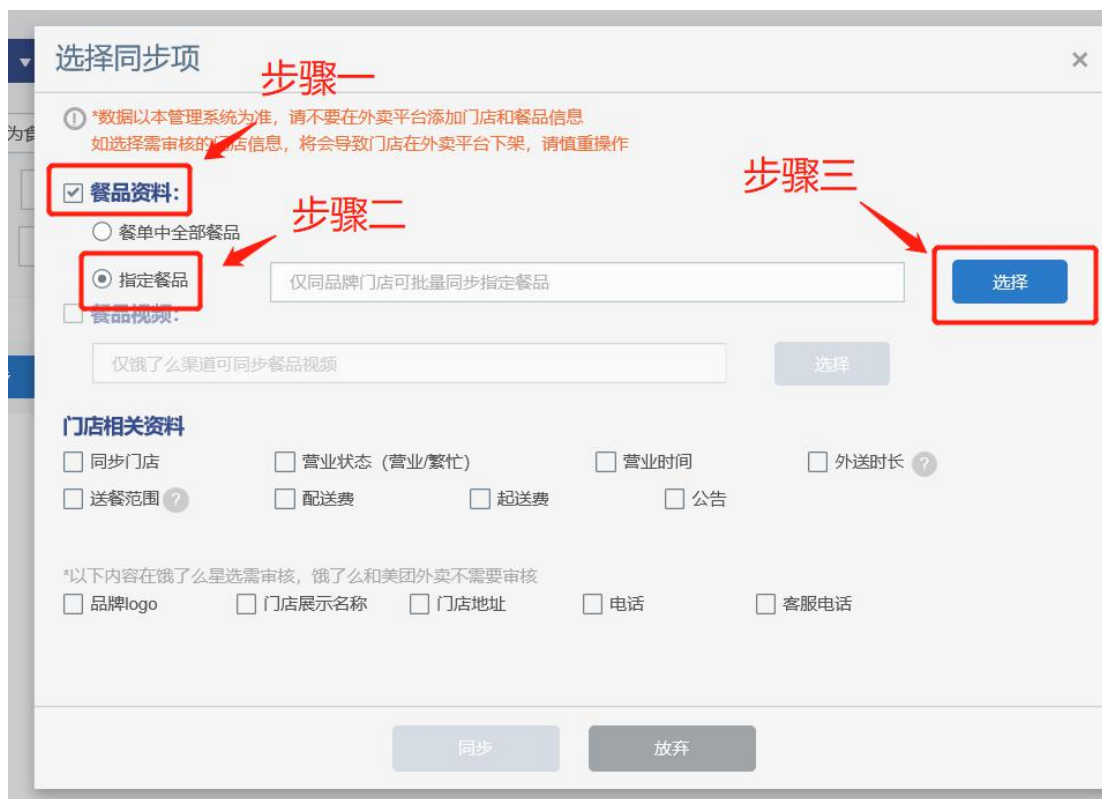 选择同步项
×
步骤一
*数据以本管理系统为准，请不要在外卖平台添加门店和餐品信息
如选择需审核的门店信息，将会导致门店在外卖平台下架，请慎重操作
为食
餐品资料：
步骤三
步骤二
餐单中全部餐品
指定餐品 仅同品牌门店可批量同步指定餐品 选择
餐品视频：
仅饿了么渠道可同步餐品视频 选择
门店相关资料
同步门店 营业状态（营业/繁忙） 营业时间 外送时长 ?
送餐范围 ? 配送费 起送费 公告
*以下内容在饿了么星选需审核，饿了么和美团外卖不需要审核
品牌logo 门店展示名称 门店地址 电话 客服电话
同步 放弃